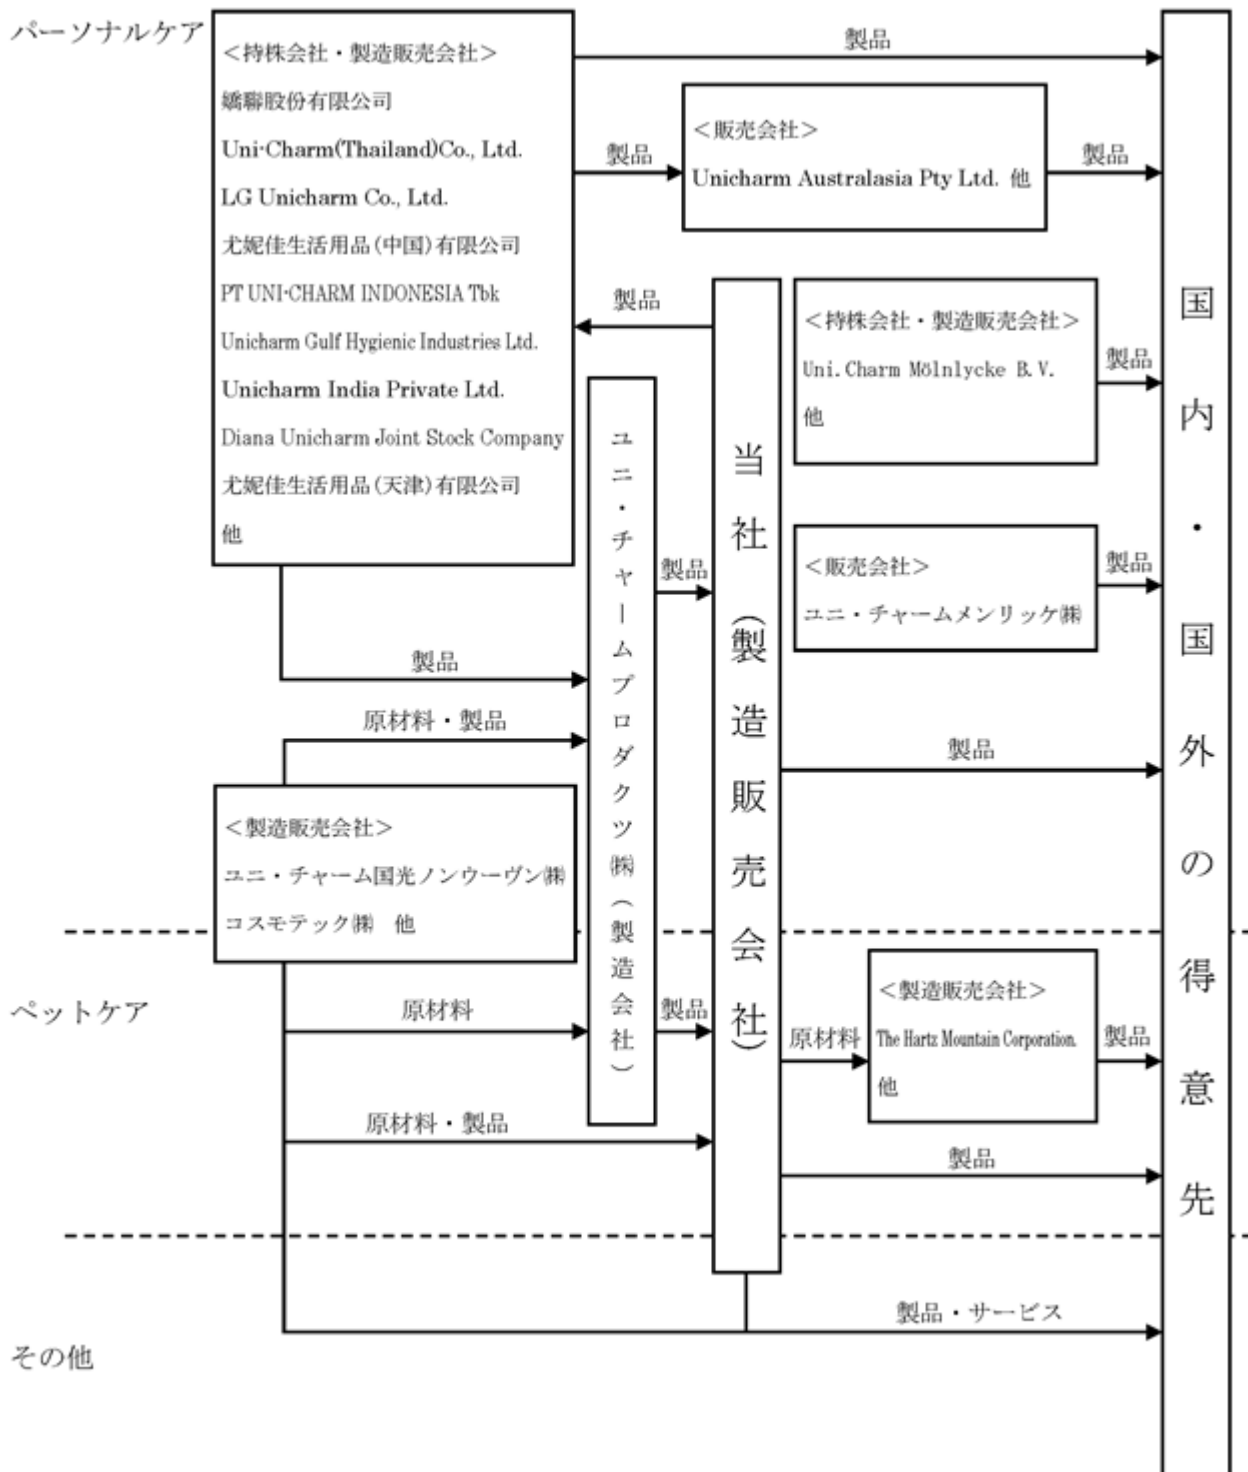 パーソナルケア
＜持株会社・製造販売会社＞
嬌聯股份有限公司
Uni-Charm(Thailand)Co., Ltd.
LG Unicharm Co., Ltd.
尤妮佳生活用品(中国)有限公司
PT UNI-CHARM INDONESIA Tbk
Unicharm Gulf Hygienic Industries Ltd.
Unicharm India Private Ltd.
Diana Unicharm Joint Stock Company
尤妮佳生活用品(天津)有限公司
他
製品
製品
＜販売会社＞
Unicharm Australasia Pty Ltd. 他
製品
製品
＜持株会社・製造販売会社＞
Uni.Charm Mölnlycke B.V.
他
製品
＜販売会社＞
ユニ・チャームメンリッケ㈱
製品
製品
製品
原材料・製品
製品
＜製造販売会社＞
ユニ・チャーム国光ノンウーヴン㈱
コスモテック㈱　他
ユニ・チャームプロダクツ㈱（製造会社）
当社（製造販売会社）
国内・国外の得意先
ペットケア
原材料
製品
原材料
＜製造販売会社＞
The Hartz Mountain Corporation.
他
製品
原材料・製品
製品
製品・サービス
その他